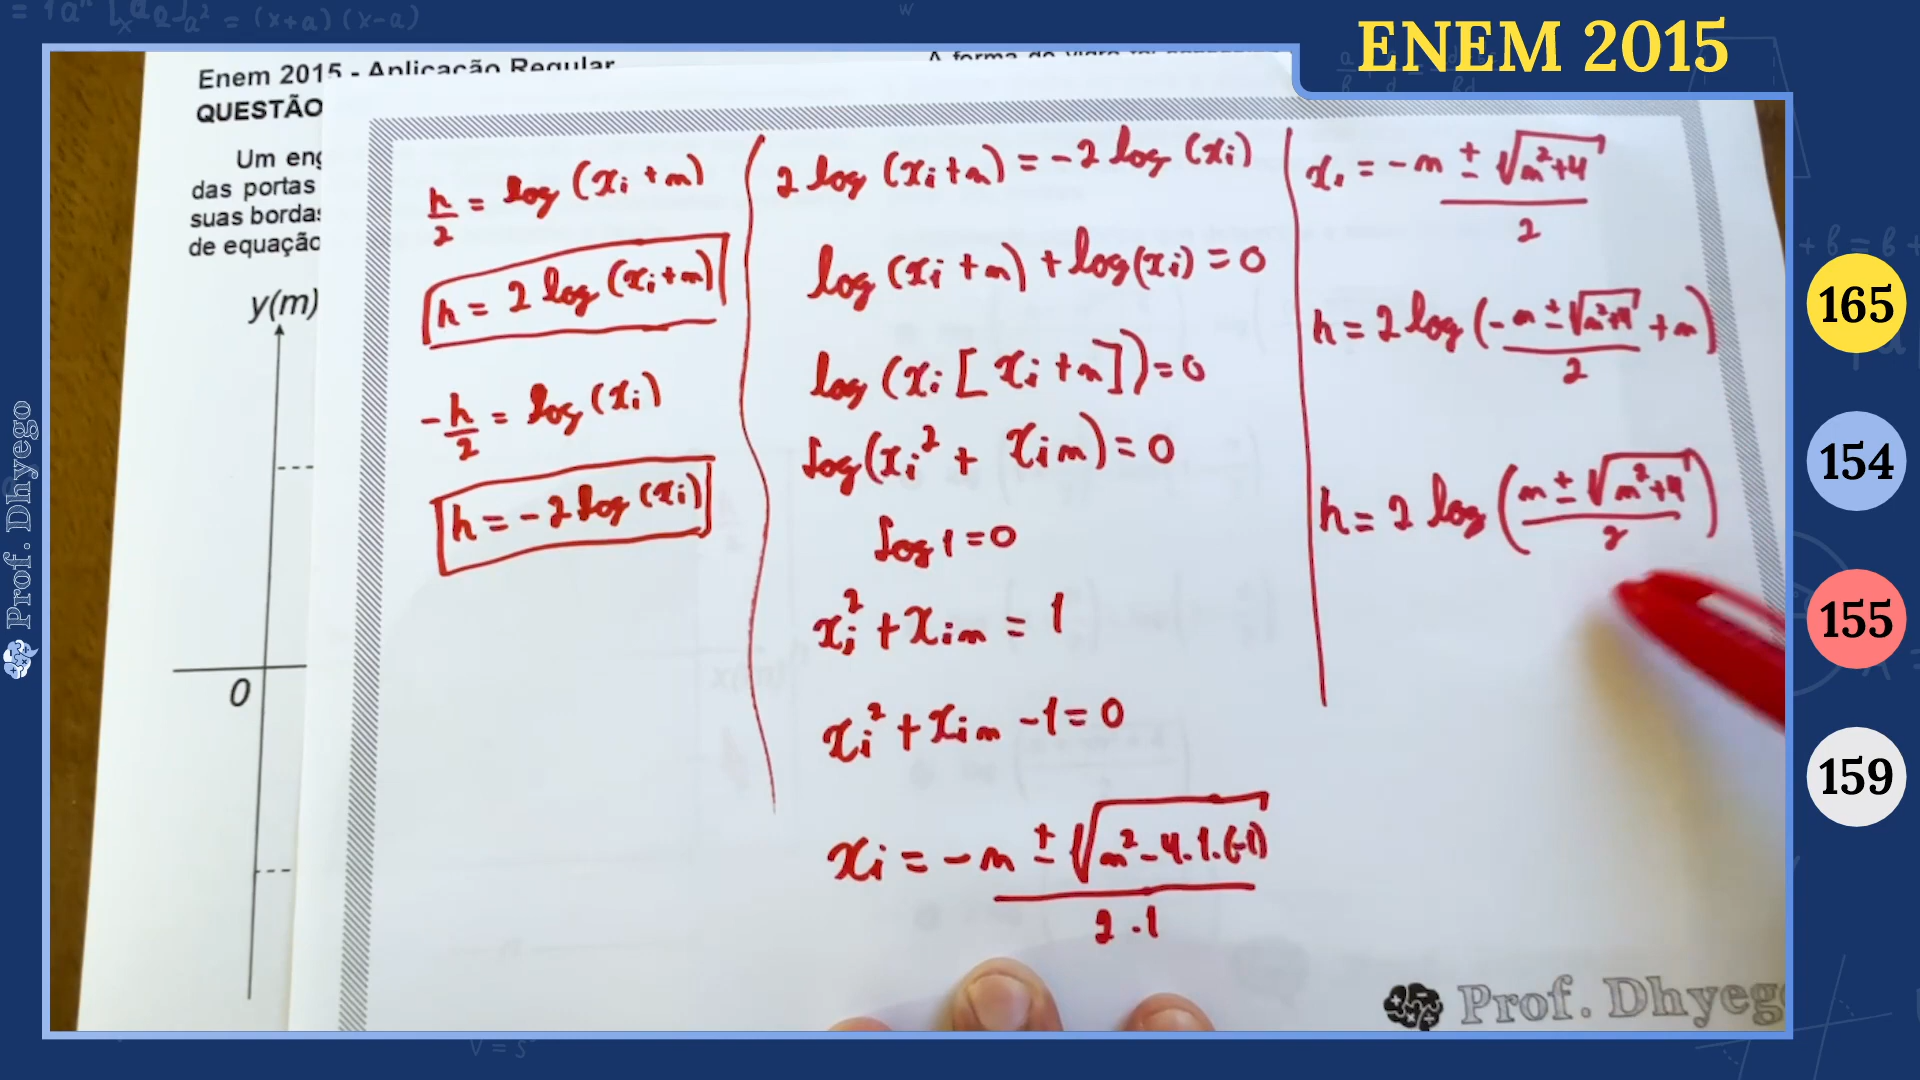 ENEM 2015
Enem 2015 - Aplicação Regular
QUESTÃO
Um eng
das portas
suas bordas
de equação
y(m)
0
h/2 = log (xi + n)
h = 2 log (xi + n)
-h/2 = log (xi)
h = -2 log (xi)
2 log (xi + n) = -2 log (xi)
log (xi + n) + log(xi) = 0
log (xi [ xi + n]) = 0
log (xi² + xi n) = 0
log 1 = 0
xi² + xi n = 1
xi² + xi n - 1 = 0
xi = -n ± √(n² - 4.1.(-1)) / 2 . 1
xi = -n ± √(n² + 4) / 2
h = 2 log (-n ± √(n² + 4) / 2 + n)
h = 2 log (n ± √(n² + 4) / 2)
165
154
155
159
Prof. Dhyego
Prof. Dhyego